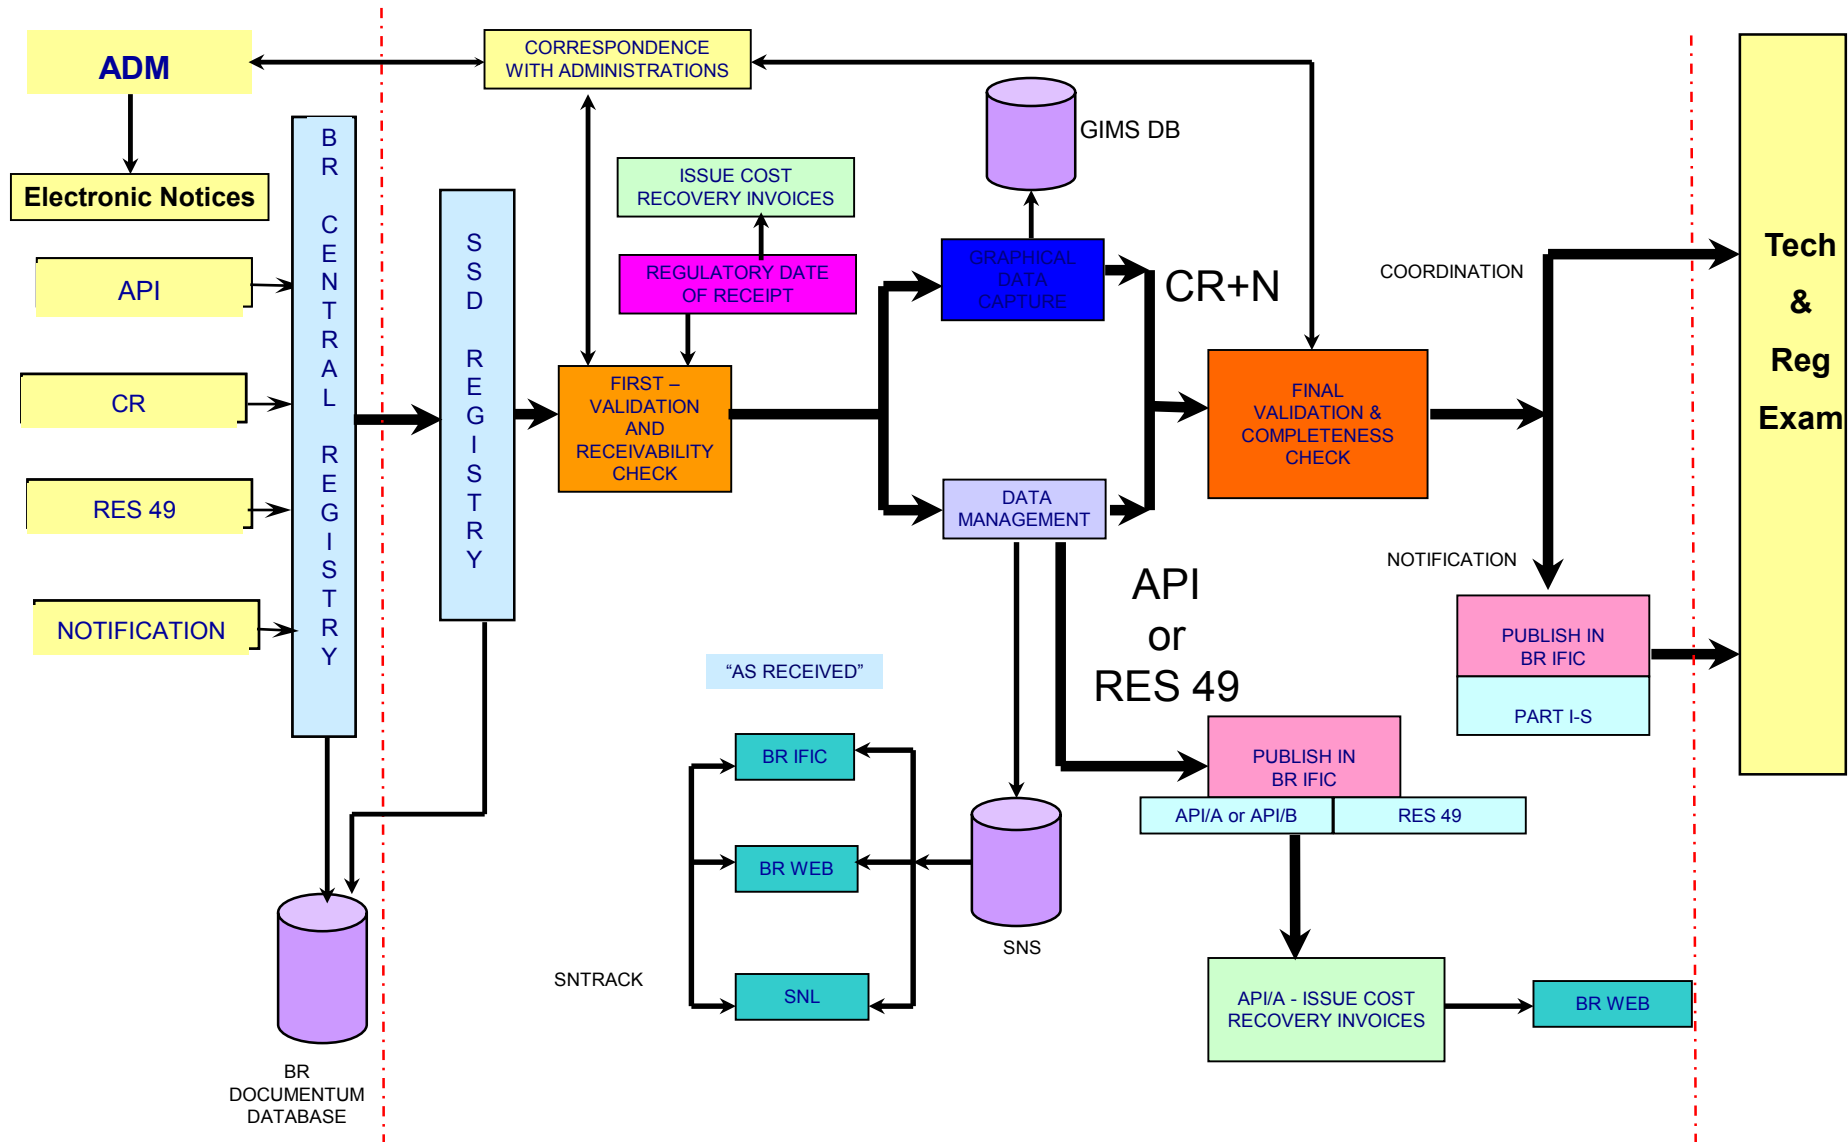 ADM
CORRESPONDENCE
WITH ADMINISTRATIONS
Electronic Notices
API
CR
RES 49
NOTIFICATION
BR CENTRAL REGISTRY
SSD REGISTRY
BR
DOCUMENTUM
DATABASE
ISSUE COST
RECOVERY INVOICES
REGULATORY DATE
OF RECEIPT
FIRST –
VALIDATION
AND
RECEIVABILITY
CHECK
GIMS DB
GRAPHICAL
DATA
CAPTURE
CR+N
DATA
MANAGEMENT
API
or
RES 49
FINAL
VALIDATION &
COMPLETENESS
CHECK
COORDINATION
NOTIFICATION
PUBLISH IN
BR IFIC
PART I-S
Tech
&
Reg
Exam
“AS RECEIVED”
BR IFIC
BR WEB
SNL
SNTRACK
SNS
PUBLISH IN
BR IFIC
API/A or API/B
RES 49
API/A - ISSUE COST
RECOVERY INVOICES
BR WEB